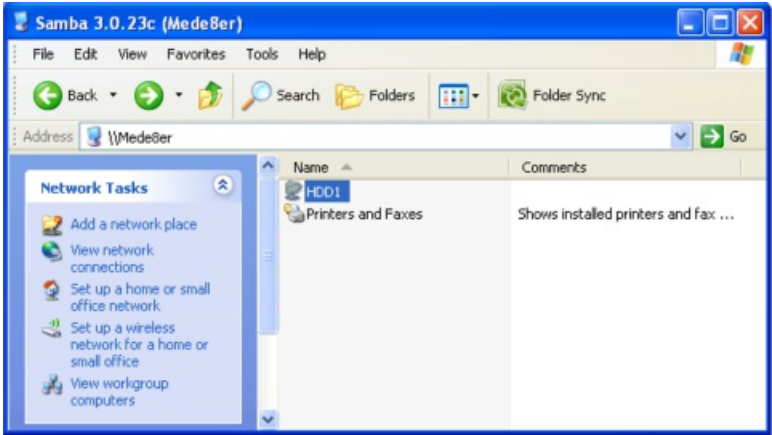 Samba 3.0.23c (Mede8er)
File Edit View Favorites Tools Help
Back Search Folders Folder Sync
Address \\Mede8er Go
Name Comments
Network Tasks
HDD1
Printers and Faxes Shows installed printers and fax ...
Add a network place
View network
connections
Set up a home or small
office network
Set up a wireless
network for a home or
small office
View workgroup
computers